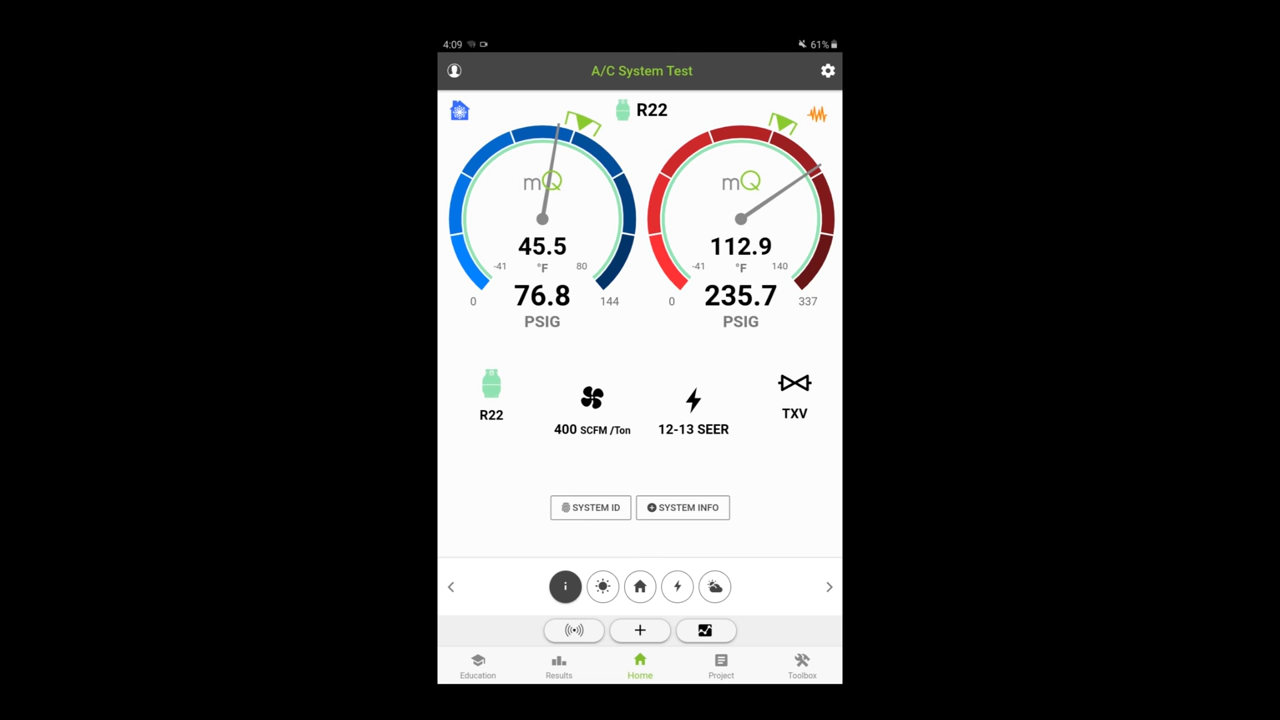 4:09
61%
A/C System Test
R22
mQ
mQ
45.5
112.9
-41 °F 80
-41 °F 140
0 76.8 144
0 235.7 337
PSIG
PSIG
R22
400 SCFM /Ton
12-13 SEER
TXV
SYSTEM ID
SYSTEM INFO
Education
Results
Home
Project
Toolbox